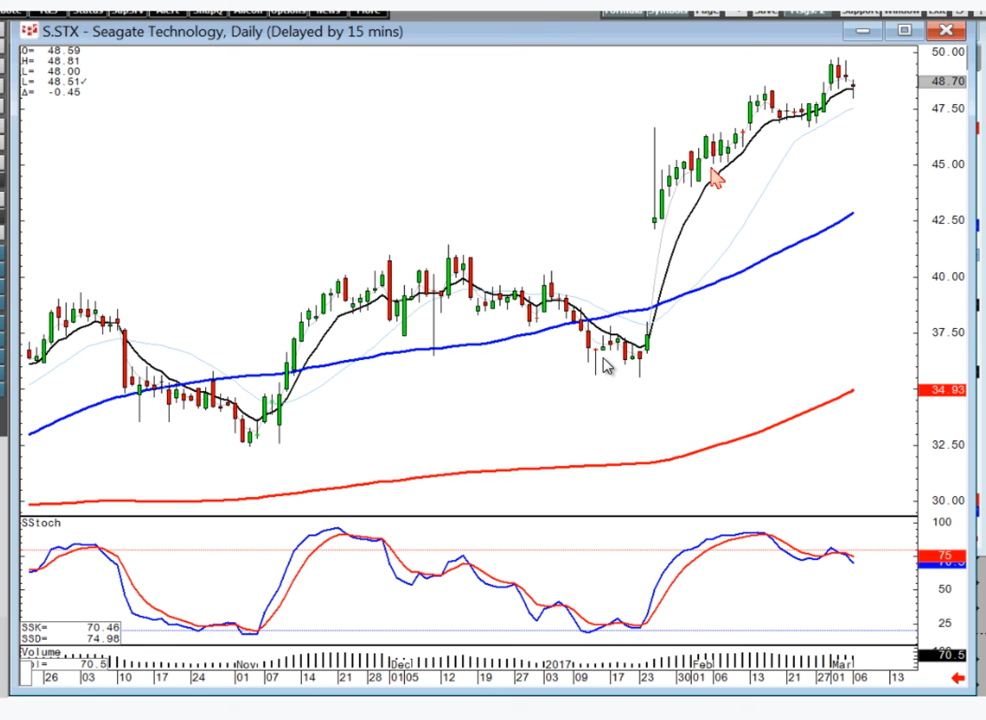 S.STX - Seagate Technology, Daily (Delayed by 15 mins)
O= 48.59
H= 48.81
L= 48.00
L= 48.51✓
Δ= -0.45
50.00
48.70
47.50
45.00
42.50
40.00
37.50
34.93
32.50
30.00
SStoch
100
75
50
25
SSK= 70.46
SSD= 74.98
Volume
70.5
70.5
26 03 10 17 24 Nov 07 14 21 28 Dec 05 12 19 27 2017 03 09 17 23 30 Feb 01 06 13 21 27 Mar 01 06 13